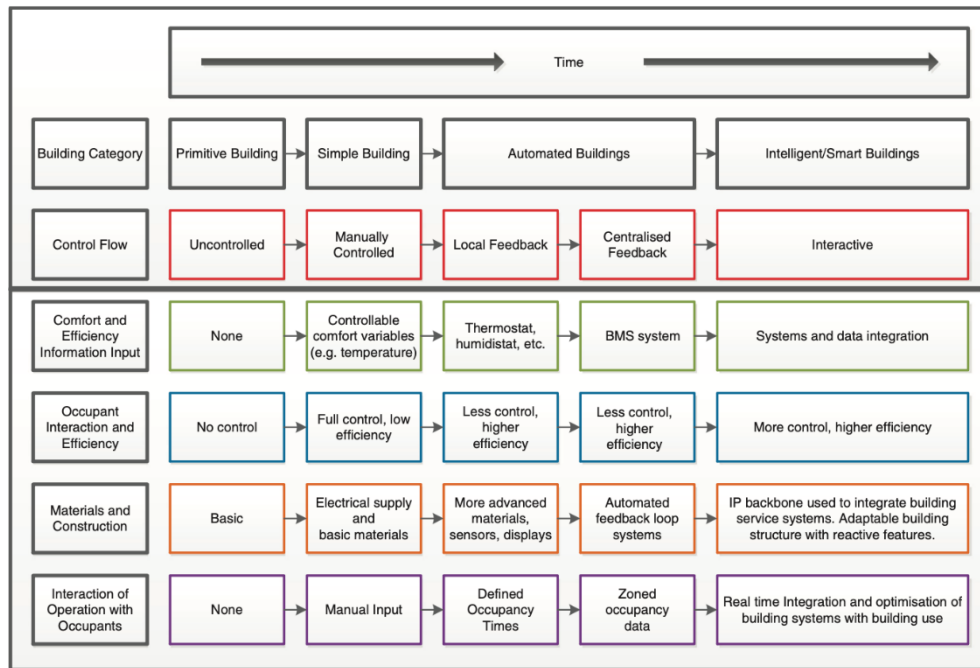 Time
Building Category
Primitive Building
Simple Building
Automated Buildings
Intelligent/Smart Buildings
Control Flow
Uncontrolled
Manually
Controlled
Local Feedback
Centralised
Feedback
Interactive
Comfort and
Efficiency
Information Input
None
Controllable
comfort variables
(e.g. temperature)
Thermostat,
humidistat, etc.
BMS system
Systems and data integration
Occupant
Interaction and
Efficiency
No control
Full control, low
efficiency
Less control,
higher
efficiency
Less control,
higher
efficiency
More control, higher efficiency
Materials and
Construction
Basic
Electrical supply
and
basic materials
More advanced
materials,
sensors, displays
Automated
feedback loop
systems
IP backbone used to integrate building
service systems. Adaptable building
structure with reactive features.
Interaction of
Operation with
Occupants
None
Manual Input
Defined
Occupancy
Times
Zoned
occupancy
data
Real time Integration and optimisation of
building systems with building use